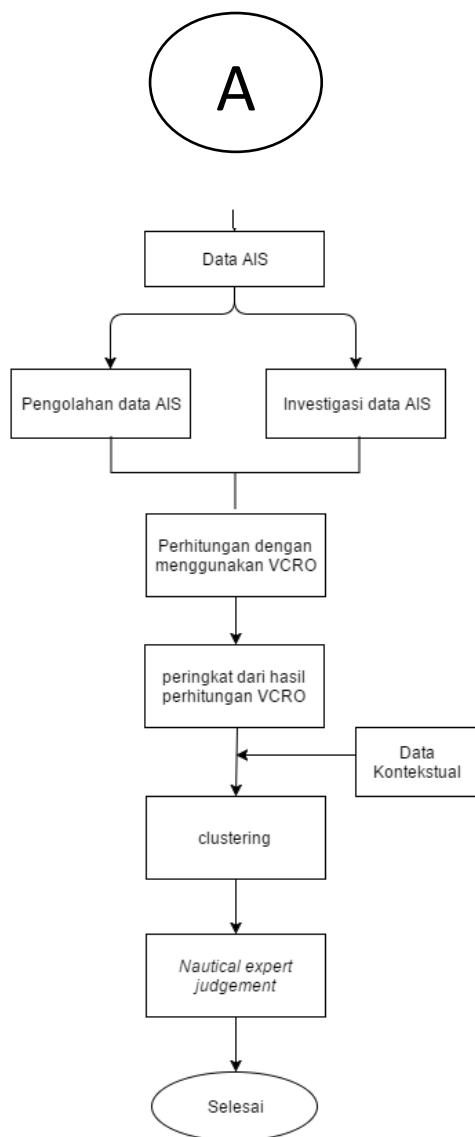 A
Data AIS
Pengolahan data AIS
Investigasi data AIS
Perhitungan dengan
menggunakan VCRO
peringkat dari hasil
perhitungan VCRO
Data
Kontekstual
clustering
Nautical expert
judgement
Selesai